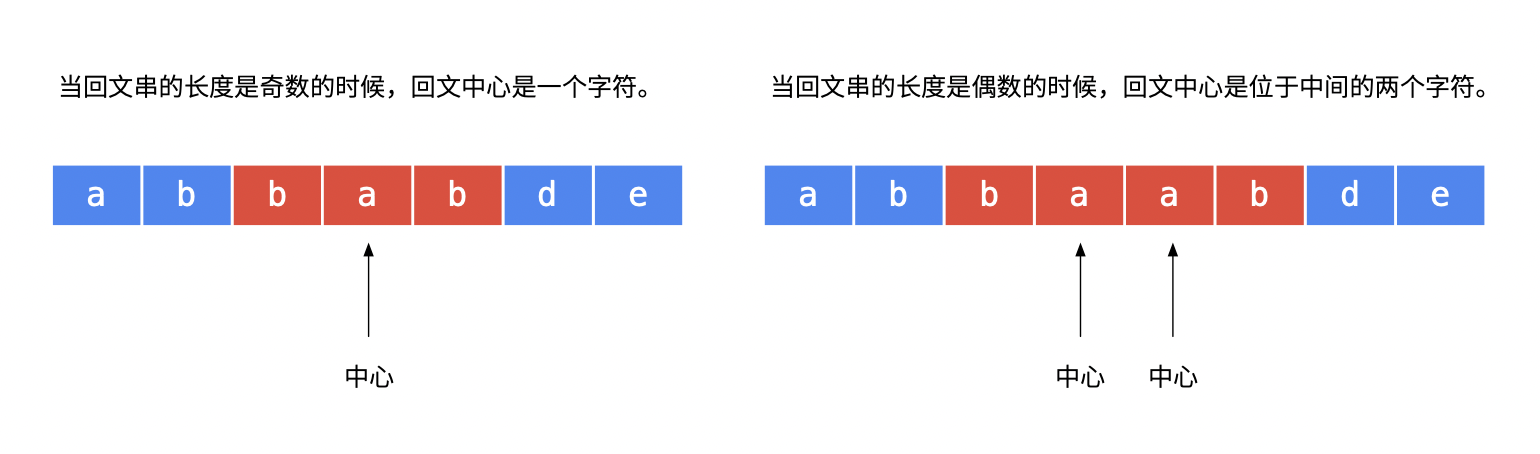 当回文串的长度是奇数的时候，回文中心是一个字符。
a b b a b d e
中心
当回文串的长度是偶数的时候，回文中心是位于中间的两个字符。
a b b a a b d e
中心 中心